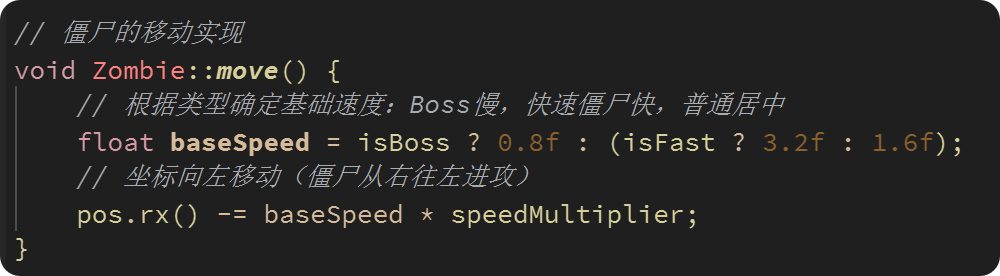 // 僵尸的移动实现
void Zombie::move() {
    // 根据类型确定基础速度：Boss慢，快速僵尸快，普通居中
    float baseSpeed = isBoss ? 0.8f : (isFast ? 3.2f : 1.6f);
    // 坐标向左移动（僵尸从右往左进攻）
    pos.rx() -= baseSpeed * speedMultiplier;
}